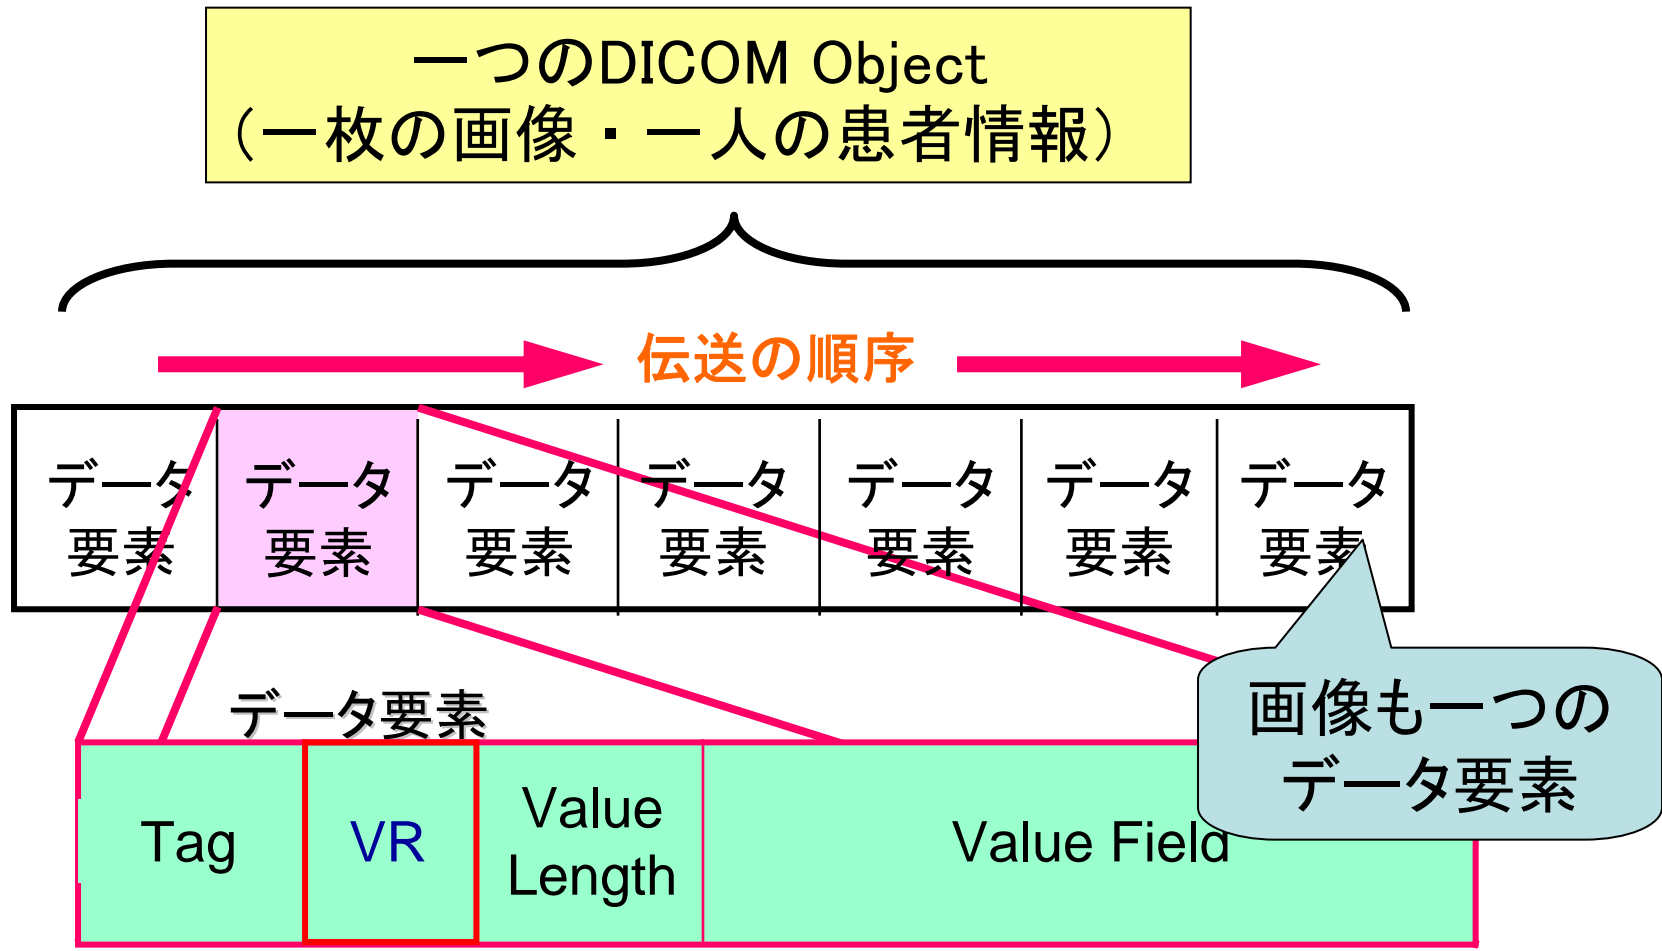 一つのDICOM Object
（一枚の画像・一人の患者情報）
伝送の順序
データ
要素
データ
要素
データ
要素
データ
要素
データ
要素
データ
要素
データ
要素
データ要素
Tag
VR
Value
Length
Value Field
画像も一つの
データ要素